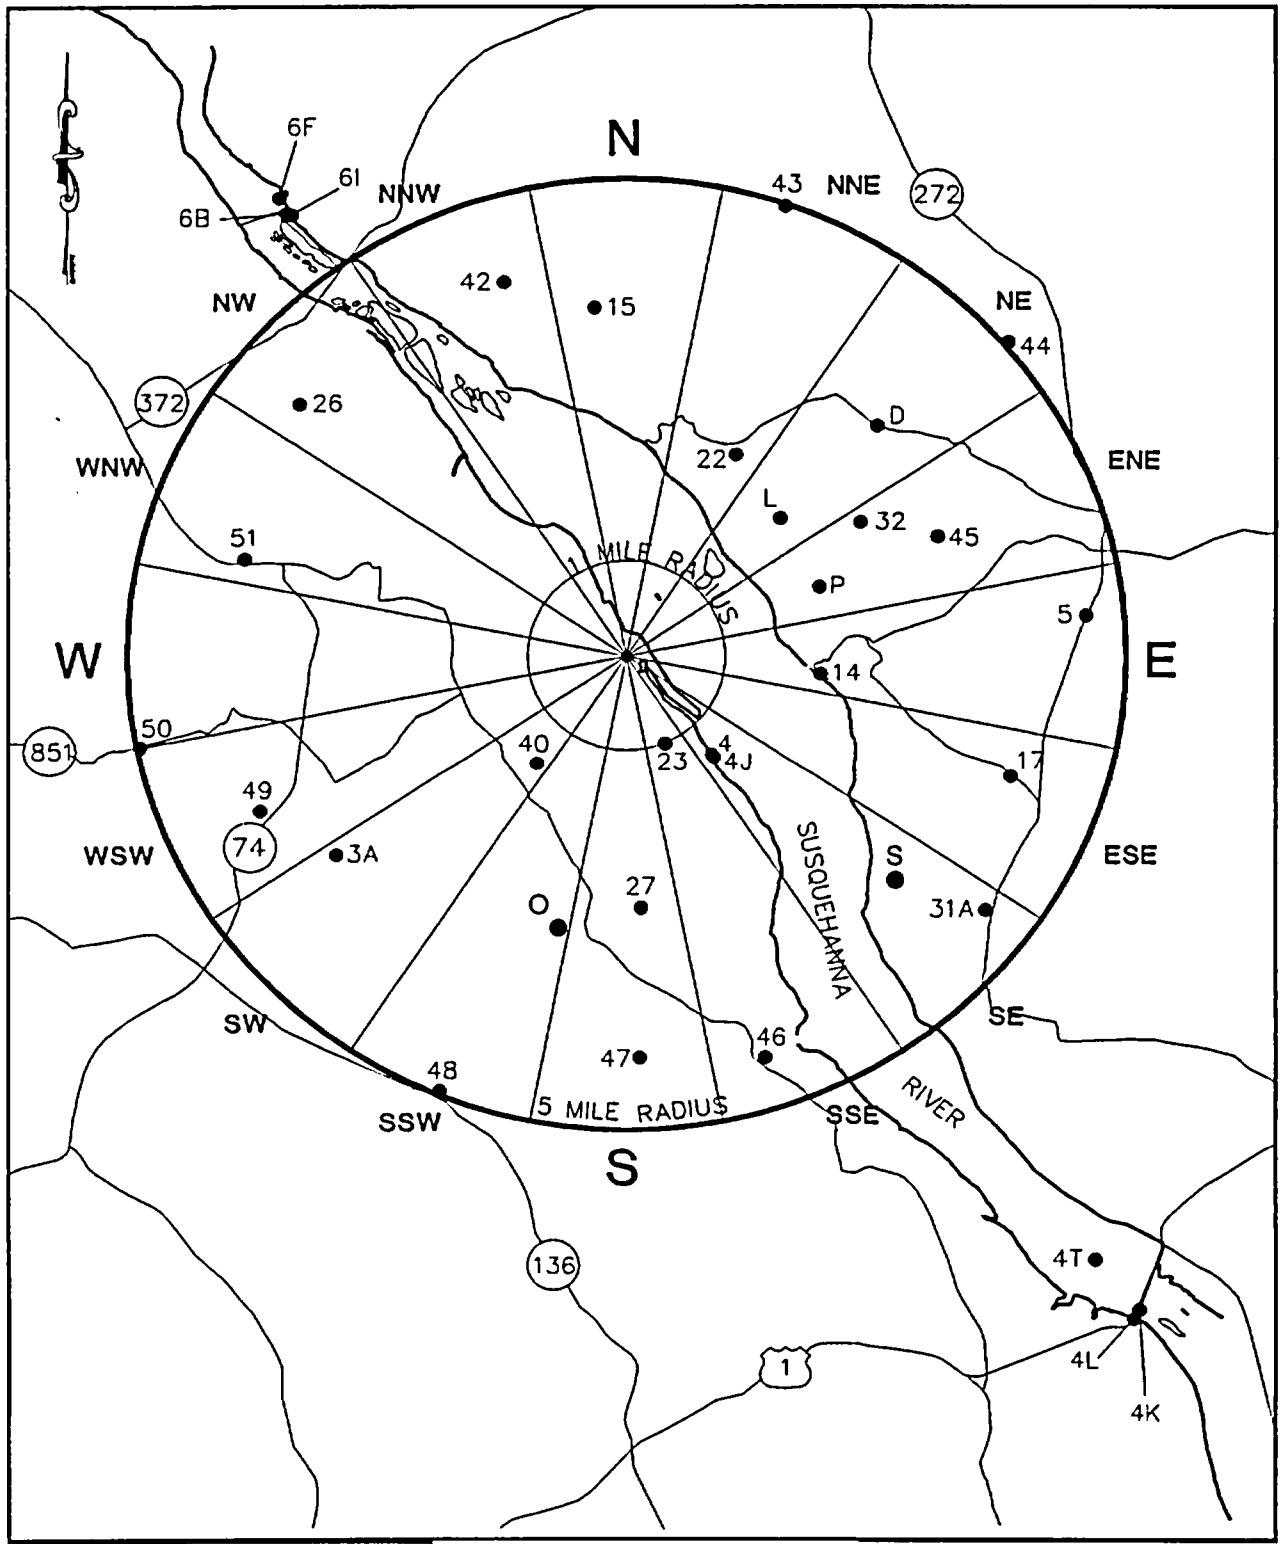 N
6F
6I
6B
NNW
43
NNE
272
42
15
NW
NE
44
372
26
D
WNW
22
ENE
L
32
45
51
1 MILE RADIUS
P
5
W
E
14
50
851
40
23
4
4J
17
49
74
WSW
3A
S
ESE
27
O
31A
SUSQUEHANNA
SW
SE
47
46
48
5 MILE RADIUS
SSW
SSE
RIVER
S
136
4T
1
4L
4K